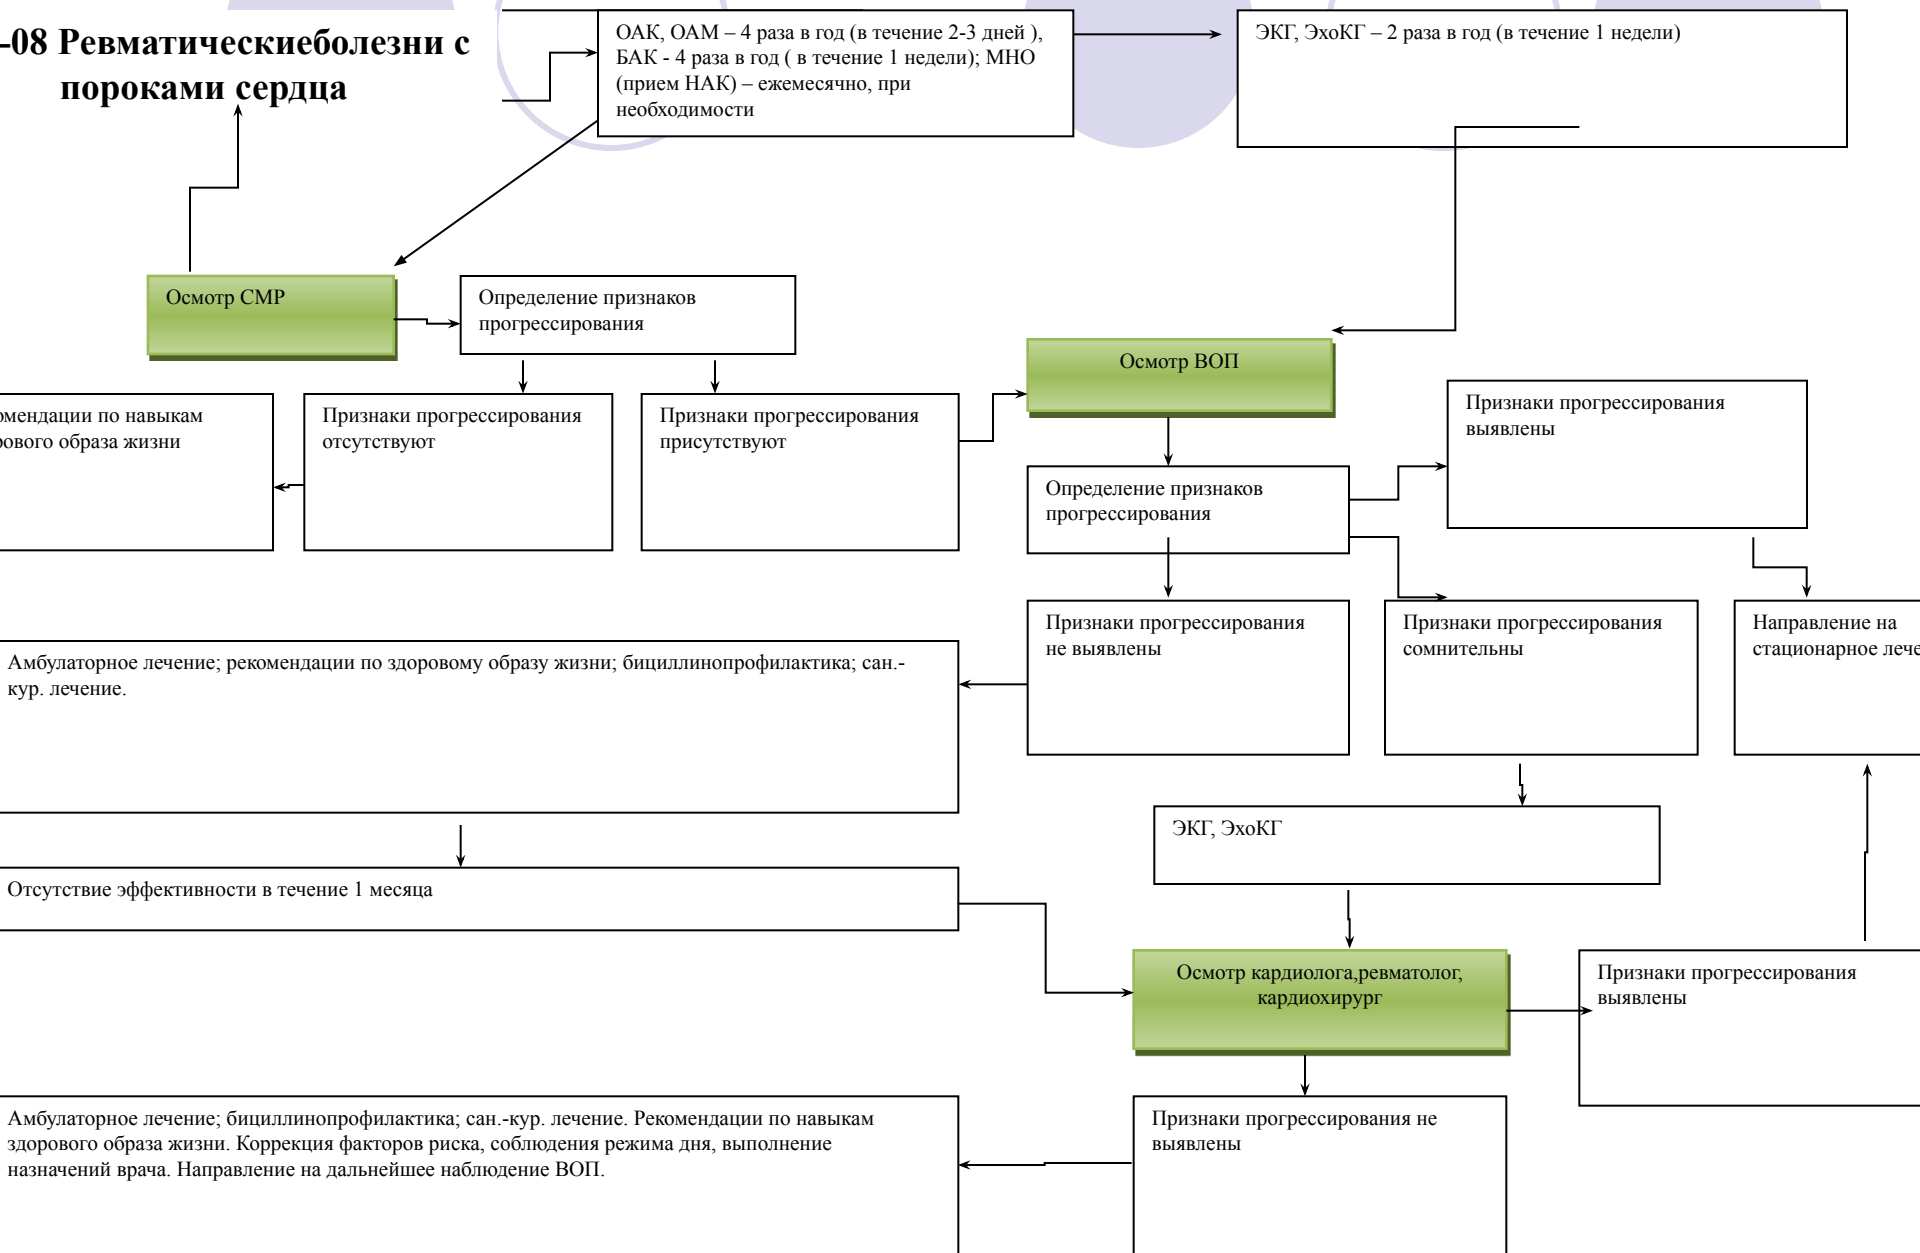 -08 Ревматическиеболезни с
пороками сердца
ОАК, ОАМ – 4 раза в год (в течение 2-3 дней ),
БАК - 4 раза в год ( в течение 1 недели); МНО
(прием НАК) – ежемесячно, при
необходимости
ЭКГ, ЭхоКГ – 2 раза в год (в течение 1 недели)
Осмотр СМР
Определение признаков
прогрессирования
Осмотр ВОП
омендации по навыкам
рового образа жизни
Признаки прогрессирования
отсутствуют
Признаки прогрессирования
присутствуют
Признаки прогрессирования
выявлены
Определение признаков
прогрессирования
Признаки прогрессирования
не выявлены
Признаки прогрессирования
сомнительны
Направление на
стационарное лече
Амбулаторное лечение; рекомендации по здоровому образу жизни; бициллинопрофилактика; сан.-
кур. лечение.
ЭКГ, ЭхоКГ
Отсутствие эффективности в течение 1 месяца
Осмотр кардиолога,ревматолог,
кардиохирург
Признаки прогрессирования
выявлены
Амбулаторное лечение; бициллинопрофилактика; сан.-кур. лечение. Рекомендации по навыкам
здорового образа жизни. Коррекция факторов риска, соблюдения режима дня, выполнение
назначений врача. Направление на дальнейшее наблюдение ВОП.
Признаки прогрессирования не
выявлены